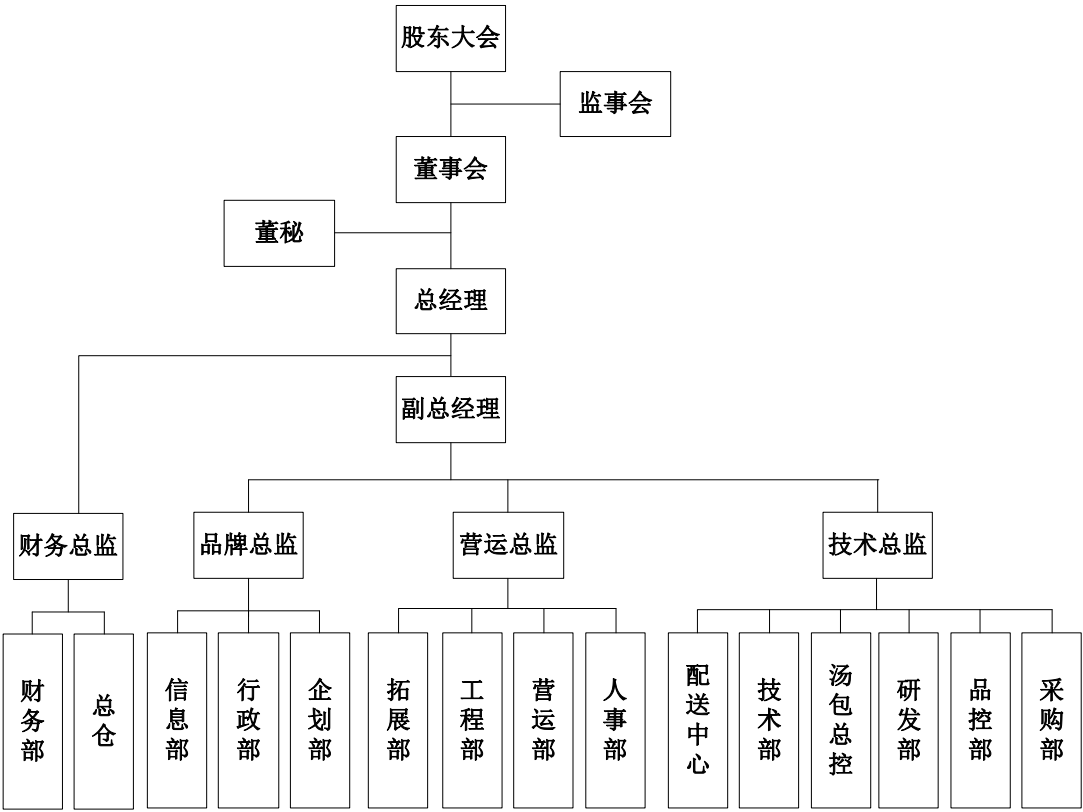 股东大会
监事会
董事会
董秘
总经理
副总经理
财务总监
品牌总监
营运总监
技术总监
财务部
总仓
信息部
行政部
企划部
拓展部
工程部
营运部
人事部
配送中心
技术部
汤包总控
研发部
品控部
采购部